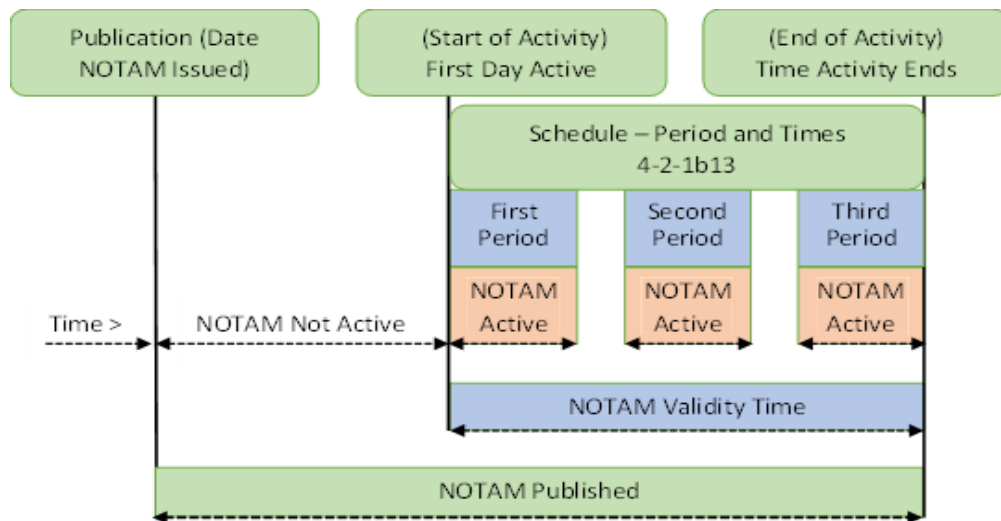 Publication (Date
NOTAM Issued)
(Start of Activity)
First Day Active
(End of Activity)
Time Activity Ends
Schedule – Period and Times
4-2-1b13
First
Period
Second
Period
Third
Period
NOTAM
Active
NOTAM
Active
NOTAM
Active
Time >
NOTAM Not Active
NOTAM Validity Time
NOTAM Published